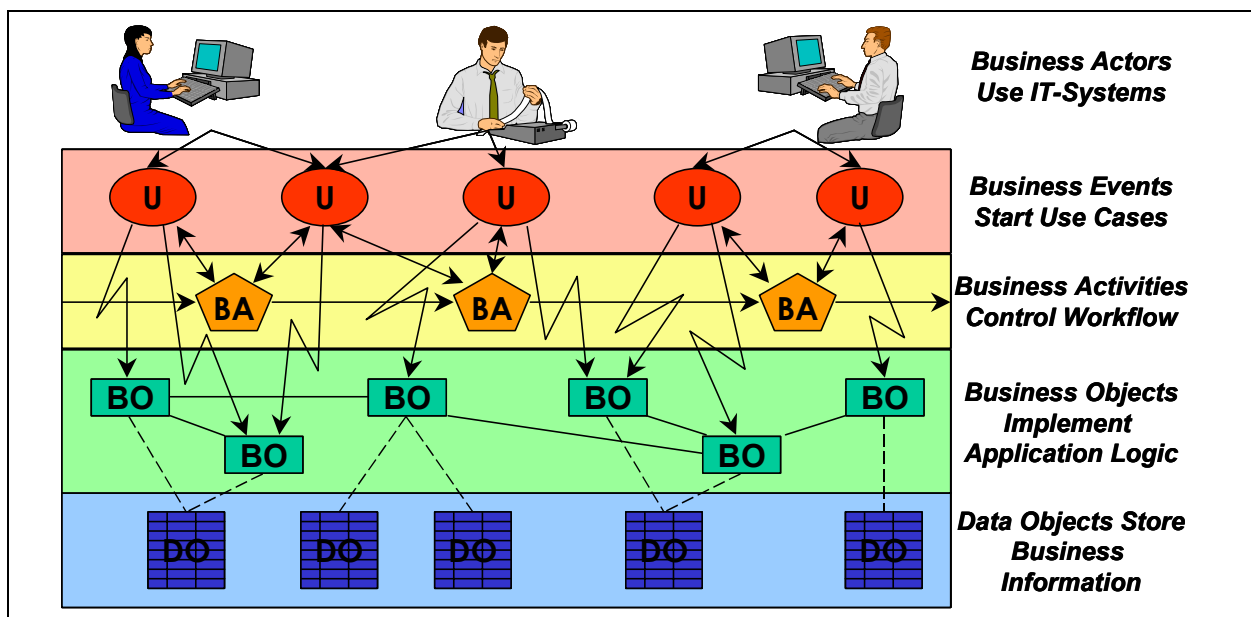 Business Actors
Use IT-Systems
U U U U U
Business Events
Start Use Cases
BA BA BA
Business Activities
Control Workflow
BO BO BO BO
BO BO
Business Objects
Implement
Application Logic
DO DO DO DO DO
Data Objects Store
Business
Information